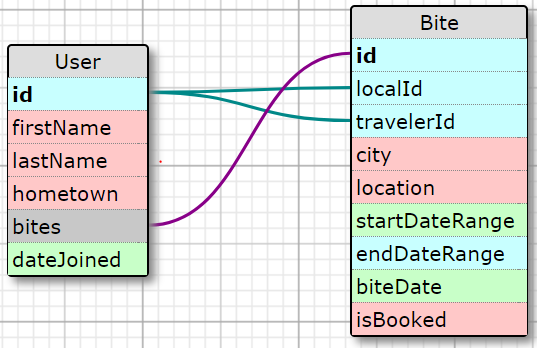 User
id
firstName
lastName
hometown
bites
dateJoined
Bite
id
localId
travelerId
city
location
startDateRange
endDateRange
biteDate
isBooked